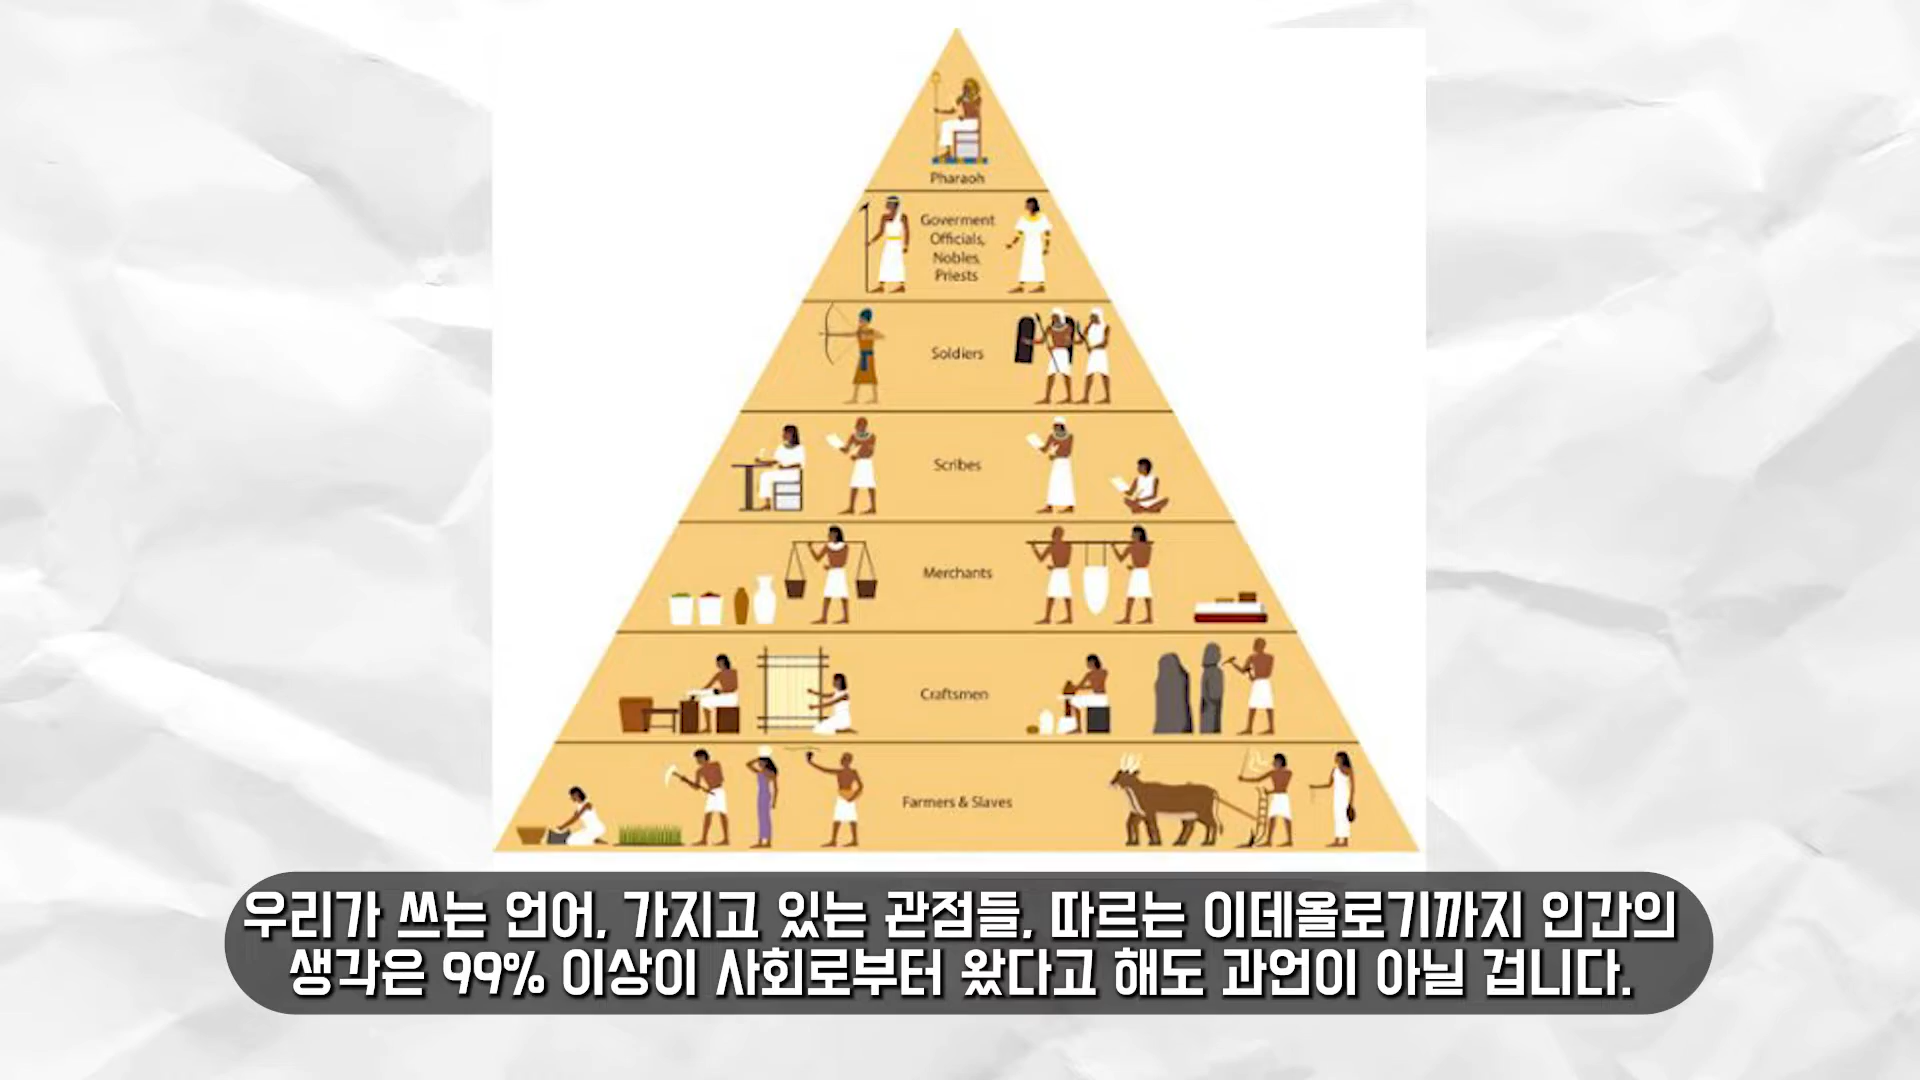 Pharaoh
Goverment
Officials,
Nobles,
Priests
Soldiers
Scribes
Merchants
Craftsmen
Farmers & Slaves
우리가 쓰는 언어, 가지고 있는 관점들, 따르는 이데올로기까지 인간의
생각은 99% 이상이 사회로부터 왔다고 해도 과언이 아닐 겁니다.